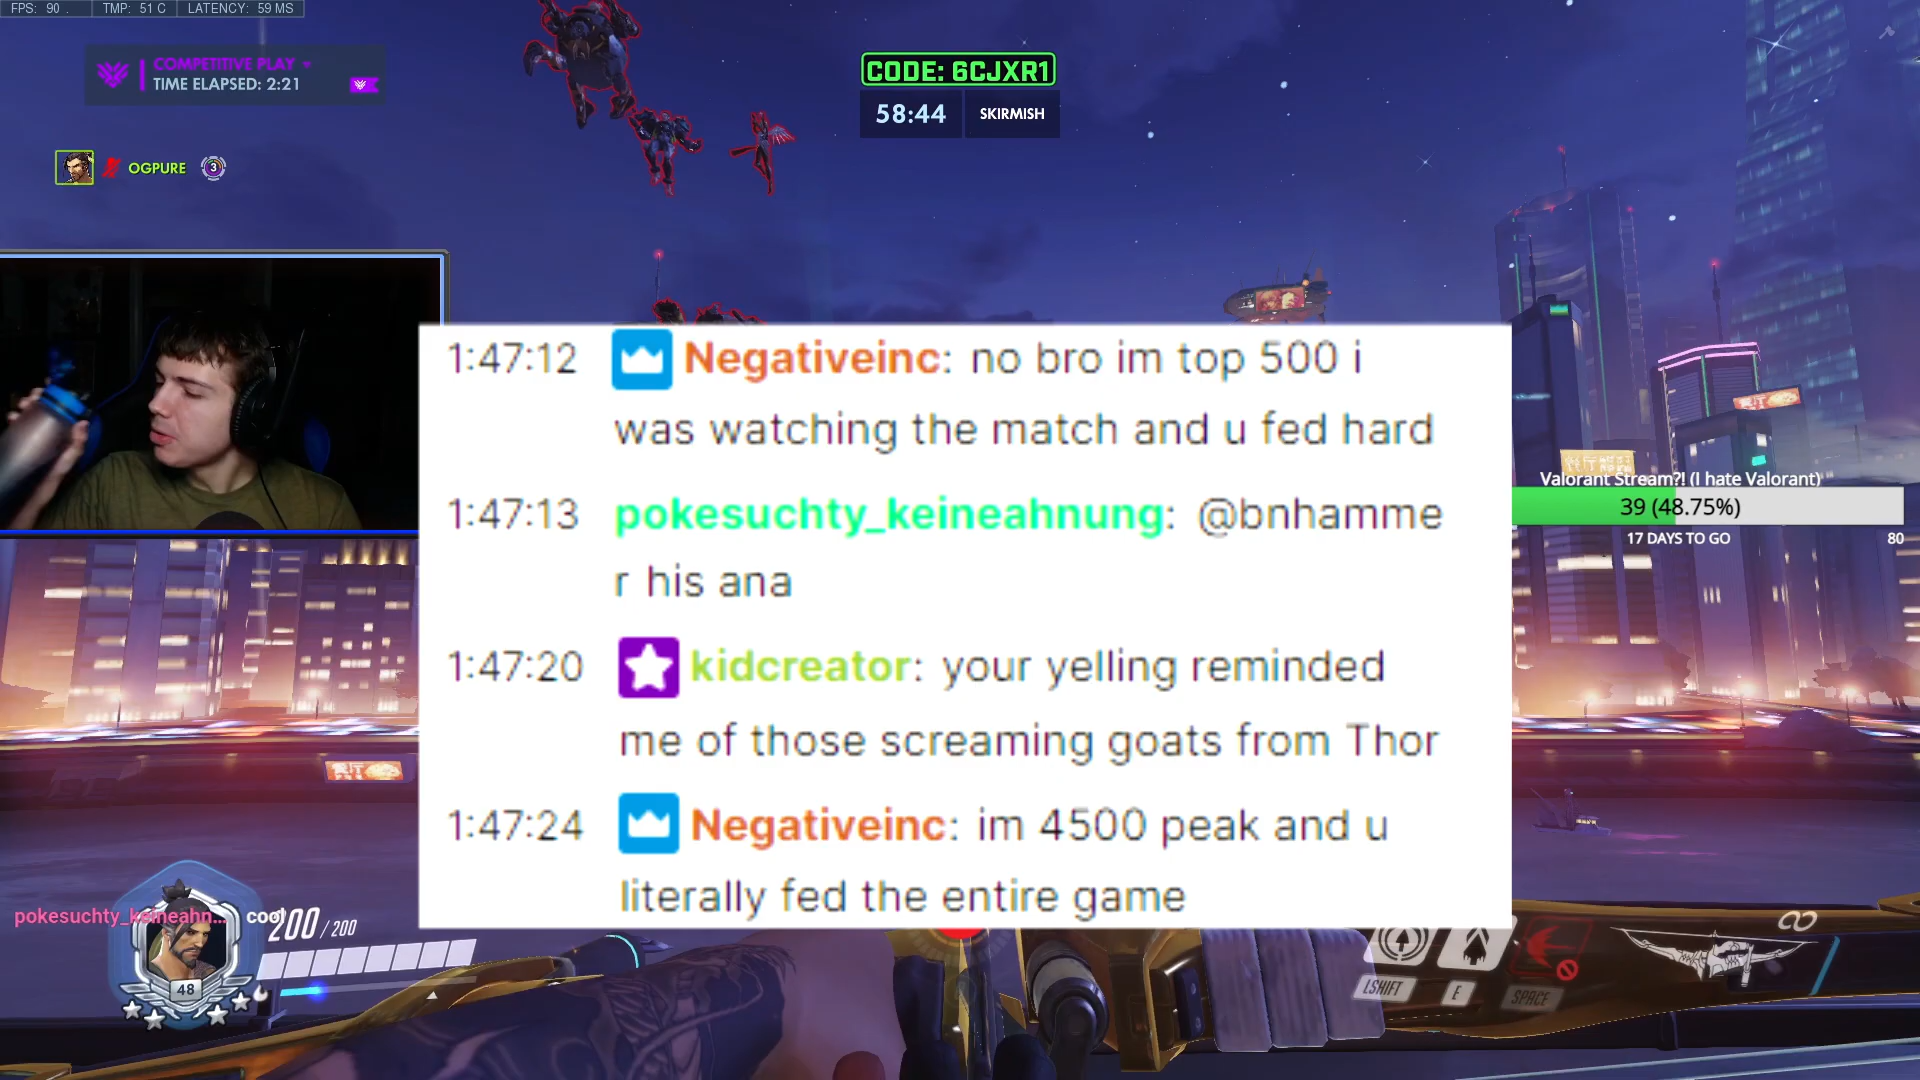 FPS: 90 . TMP: 51 C LATENCY: 59 MS
COMPETITIVE PLAY
TIME ELAPSED: 2:21
CODE: 6CJXR1
58:44 SKIRMISH
OGPURE 3
1:47:12 Negativeinc: no bro im top 500 i
was watching the match and u fed hard
1:47:13 pokesuchty_keineahnung: @bnhamme
r his ana
1:47:20 kidcreator: your yelling reminded
me of those screaming goats from Thor
1:47:24 Negativeinc: im 4500 peak and u
literally fed the entire game
Valorant Stream?! (I hate Valorant)
39 (48.75%)
17 DAYS TO GO 80
pokesuchty_keineahn... cool
200 / 200
48
LSHIFT E SPACE